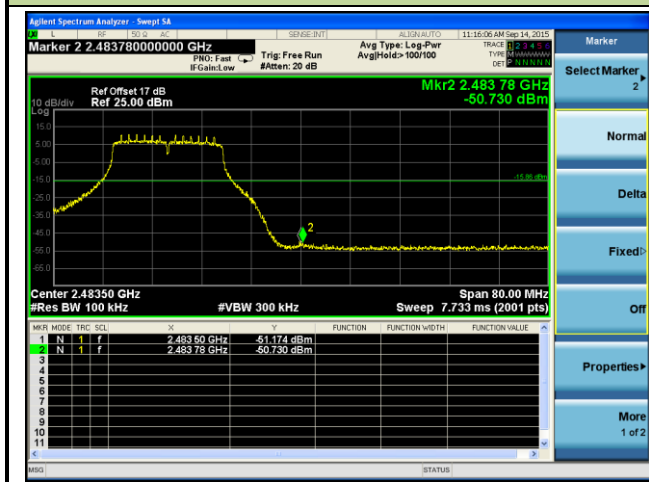 Agilent Spectrum Analyzer - Swept SA
L RF 50 Ω AC SENSE:INT ALIGN AUTO 11:16:06 AM Sep 14, 2015
Marker 2 2.483780000000 GHz
PNO: Fast
IFGain:Low
Trig: Free Run
#Atten: 20 dB
Avg Type: Log-Pwr
Avg|Hold:> 100/100
TRACE 1 2 3 4 5 6
TYPE M WWWWW
DET P NNNNN
Ref Offset 17 dB
10 dB/div Ref 25.00 dBm
Mkr2 2.483 78 GHz
-50.730 dBm
Log
15.0
5.00
-5.00
-15.0
-15.86 dBm
-25.0
-35.0
-45.0
2
-55.0
-65.0
Center 2.48350 GHz Span 80.00 MHz
#Res BW 100 kHz #VBW 300 kHz Sweep 7.733 ms (2001 pts)
MKR MODE TRC SCL X Y FUNCTION FUNCTION WIDTH FUNCTION VALUE
1 N 1 f 2.483 50 GHz -51.174 dBm
2 N 1 f 2.483 78 GHz -50.730 dBm
3
4
5
6
7
8
9
10
11
MSG STATUS
Marker
Select Marker
2
Normal
Delta
Fixed
Off
Properties
More
1 of 2